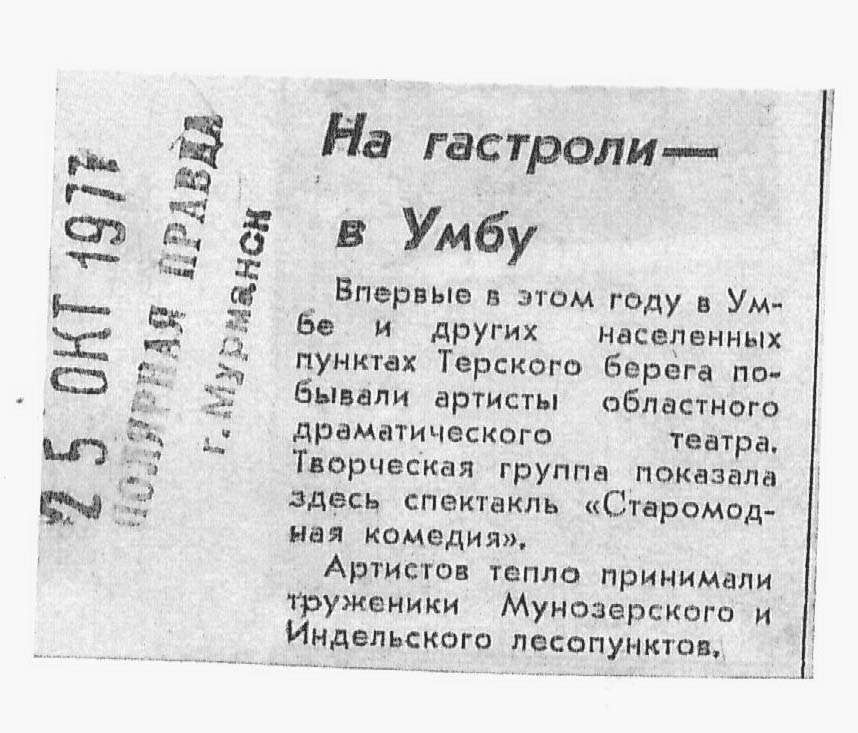 25 ОКТ 1977
ПОЛЯРНАЯ ПРАВДА
г. Мурманск
На гастроли—
в Умбу
Впервые в этом году в Ум-
бе и других населенных
пунктах Терского берега по-
бывали артисты областного
драматического театра.
Творческая группа показала
здесь спектакль «Старомод-
ная комедия».
Артистов тепло принимали
труженики Мунозерского и
Индельского лесопунктов.